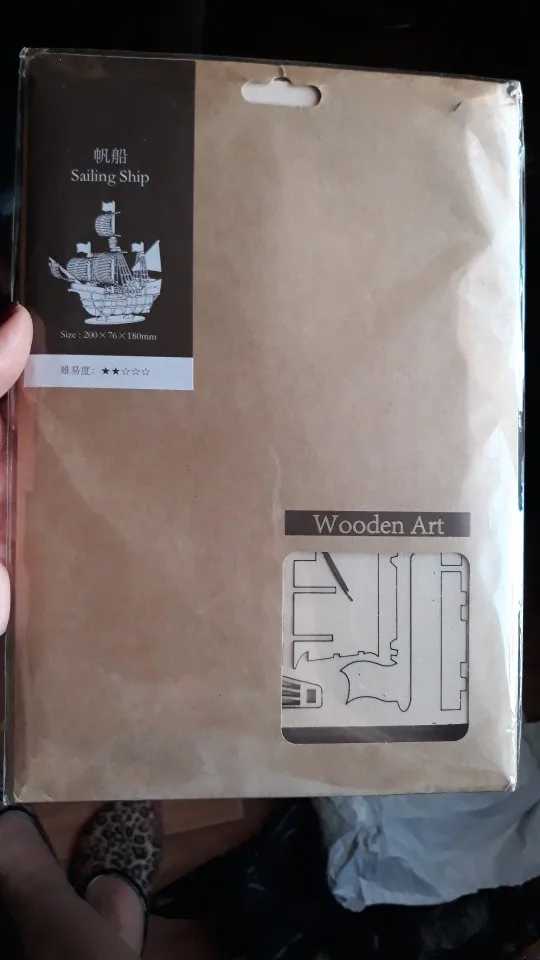 帆船
Sailing Ship
Size : 200×76×180mm
难易度: ★★☆☆☆
Wooden Art